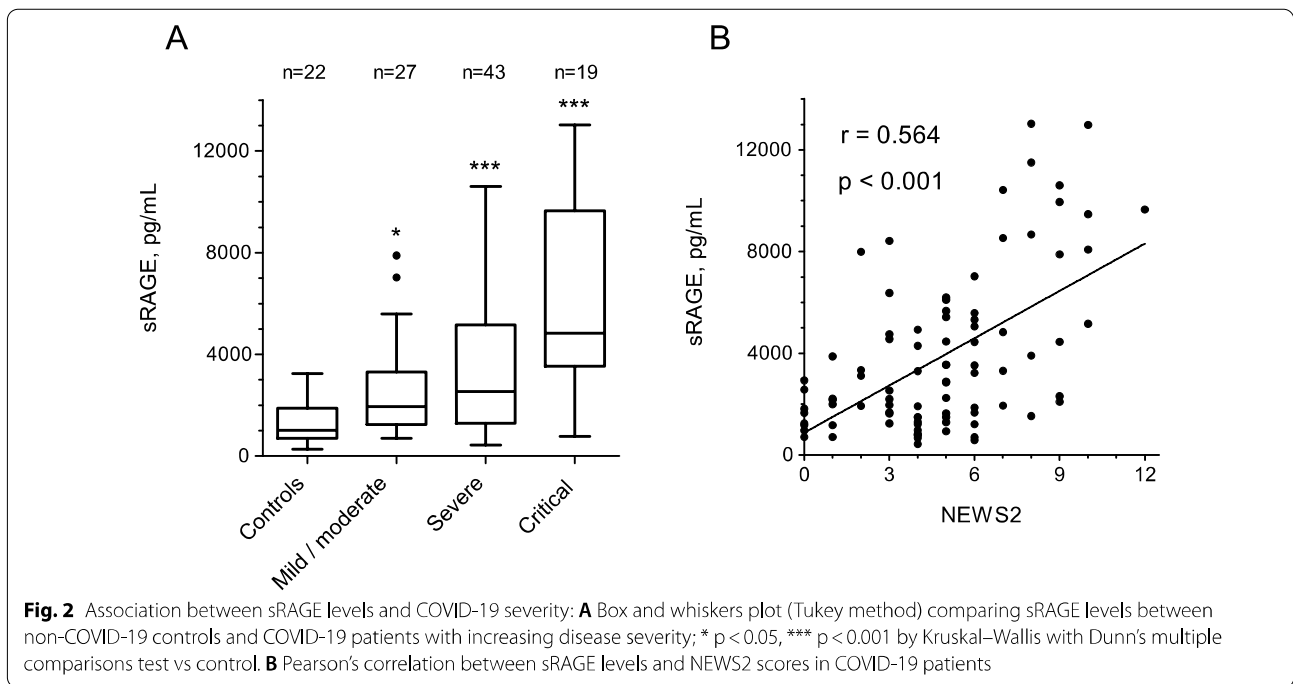 A
n=22 n=27 n=43 n=19
***
***
*
12000
8000
4000
0
sRAGE, pg/mL
Controls
Mild / moderate
Severe
Critical
B
r = 0.564
p < 0.001
12000
8000
4000
0
sRAGE, pg/mL
0 3 6 9 12
NEWS2
Fig. 2 Association between sRAGE levels and COVID-19 severity: A Box and whiskers plot (Tukey method) comparing sRAGE levels between
non-COVID-19 controls and COVID-19 patients with increasing disease severity; * p < 0.05, *** p < 0.001 by Kruskal–Wallis with Dunn’s multiple
comparisons test vs control. B Pearson’s correlation between sRAGE levels and NEWS2 scores in COVID-19 patients